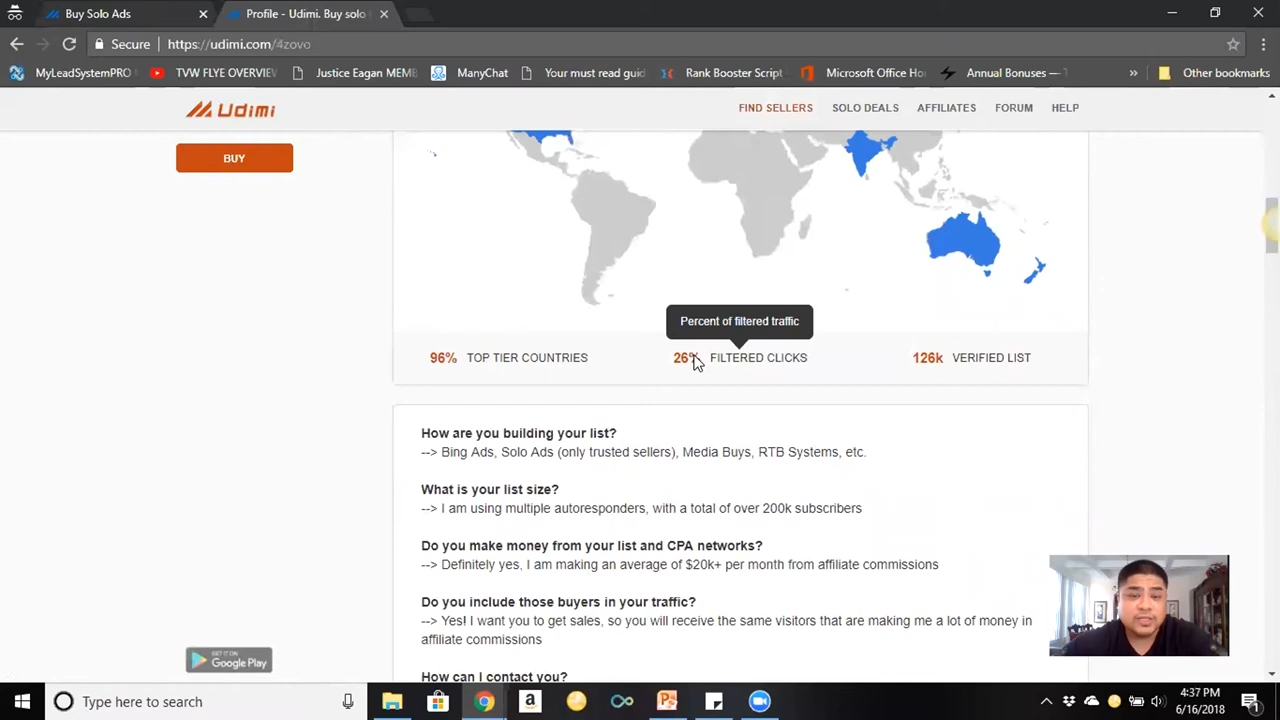 Buy Solo Ads
Profile - Udimi. Buy solo
Secure
https://udimi.com/4zovo
MyLeadSystemPRO
TVW FLYE OVERVIEW
Justice Eagan MEMB
ManyChat
Your must read guid
Rank Booster Script
Microsoft Office Ho
Annual Bonuses — T
»
Other bookmarks
Udimi
FIND SELLERS
SOLO DEALS
AFFILIATES
FORUM
HELP
BUY
Percent of filtered traffic
96% TOP TIER COUNTRIES
26% FILTERED CLICKS
126k VERIFIED LIST
How are you building your list?
--> Bing Ads, Solo Ads (only trusted sellers), Media Buys, RTB Systems, etc.
What is your list size?
--> I am using multiple autoresponders, with a total of over 200k subscribers
Do you make money from your list and CPA networks?
--> Definitely yes, I am making an average of $20k+ per month from affiliate commissions
Do you include those buyers in your traffic?
--> Yes! I want you to get sales, so you will receive the same visitors that are making me a lot of money in
affiliate commissions
How can I contact you?
GET IT ON
Google Play
Type here to search
4:37 PM
6/16/2018